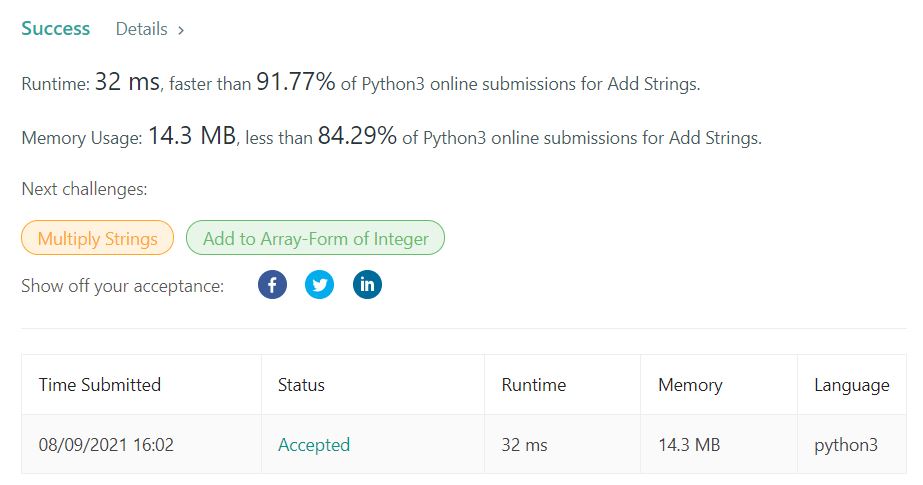 Success Details >
Runtime: 32 ms, faster than 91.77% of Python3 online submissions for Add Strings.
Memory Usage: 14.3 MB, less than 84.29% of Python3 online submissions for Add Strings.
Next challenges:
Multiply Strings Add to Array-Form of Integer
Show off your acceptance: f in
Time Submitted Status Runtime Memory Language
08/09/2021 16:02 Accepted 32 ms 14.3 MB python3